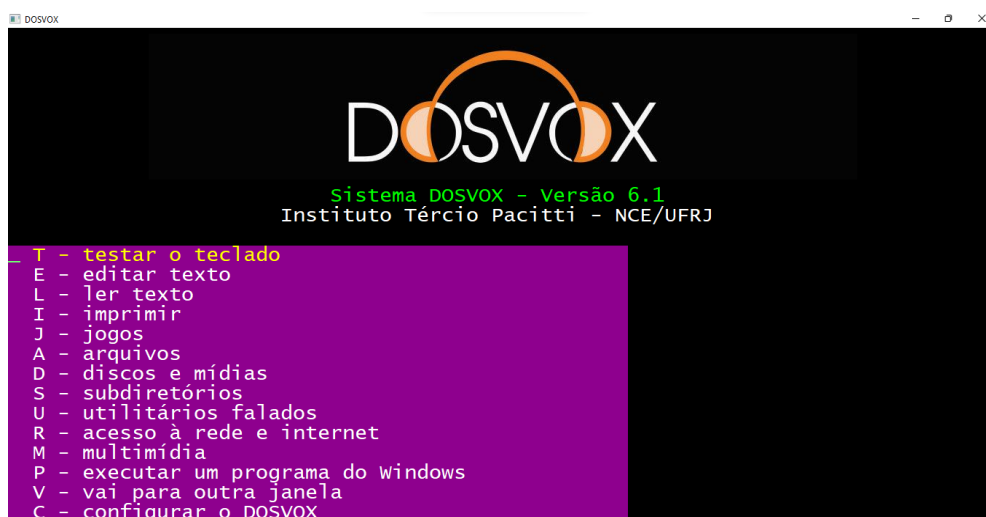 DOSVOX
DOSVOX
Sistema DOSVOX - Versão 6.1
Instituto Tércio Pacitti - NCE/UFRJ
_ T - testar o teclado
E - editar texto
L - ler texto
I - imprimir
J - jogos
A - arquivos
D - discos e mídias
S - subdiretórios
U - utilitários falados
R - acesso à rede e internet
M - multimídia
P - executar um programa do Windows
V - vai para outra janela
C - configurar o DOSVOX